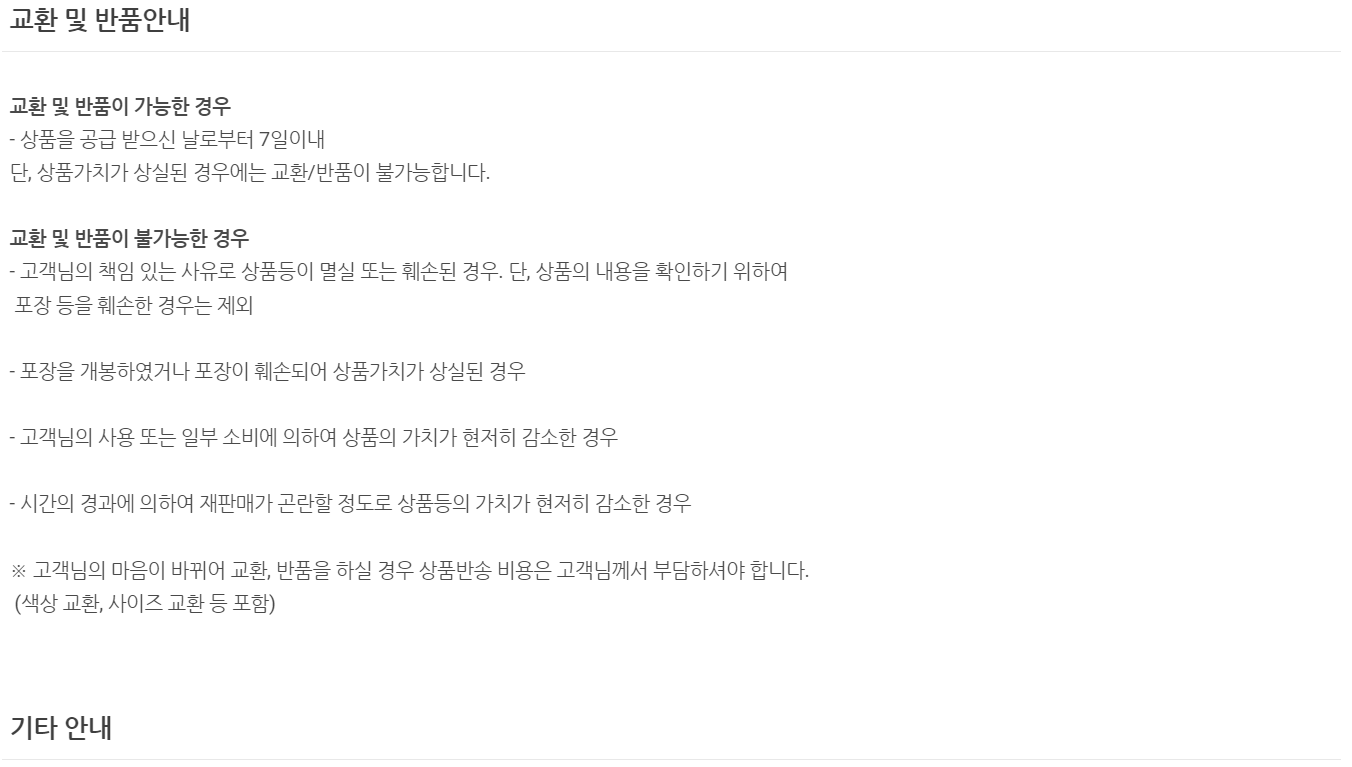 교환 및 반품안내
교환 및 반품이 가능한 경우
- 상품을 공급 받으신 날로부터 7일이내
단, 상품가치가 상실된 경우에는 교환/반품이 불가능합니다.
교환 및 반품이 불가능한 경우
- 고객님의 책임 있는 사유로 상품등이 멸실 또는 훼손된 경우. 단, 상품의 내용을 확인하기 위하여
포장 등을 훼손한 경우는 제외
- 포장을 개봉하였거나 포장이 훼손되어 상품가치가 상실된 경우
- 고객님의 사용 또는 일부 소비에 의하여 상품의 가치가 현저히 감소한 경우
- 시간의 경과에 의하여 재판매가 곤란할 정도로 상품등의 가치가 현저히 감소한 경우
※ 고객님의 마음이 바뀌어 교환, 반품을 하실 경우 상품반송 비용은 고객님께서 부담하셔야 합니다.
(색상 교환, 사이즈 교환 등 포함)
기타 안내